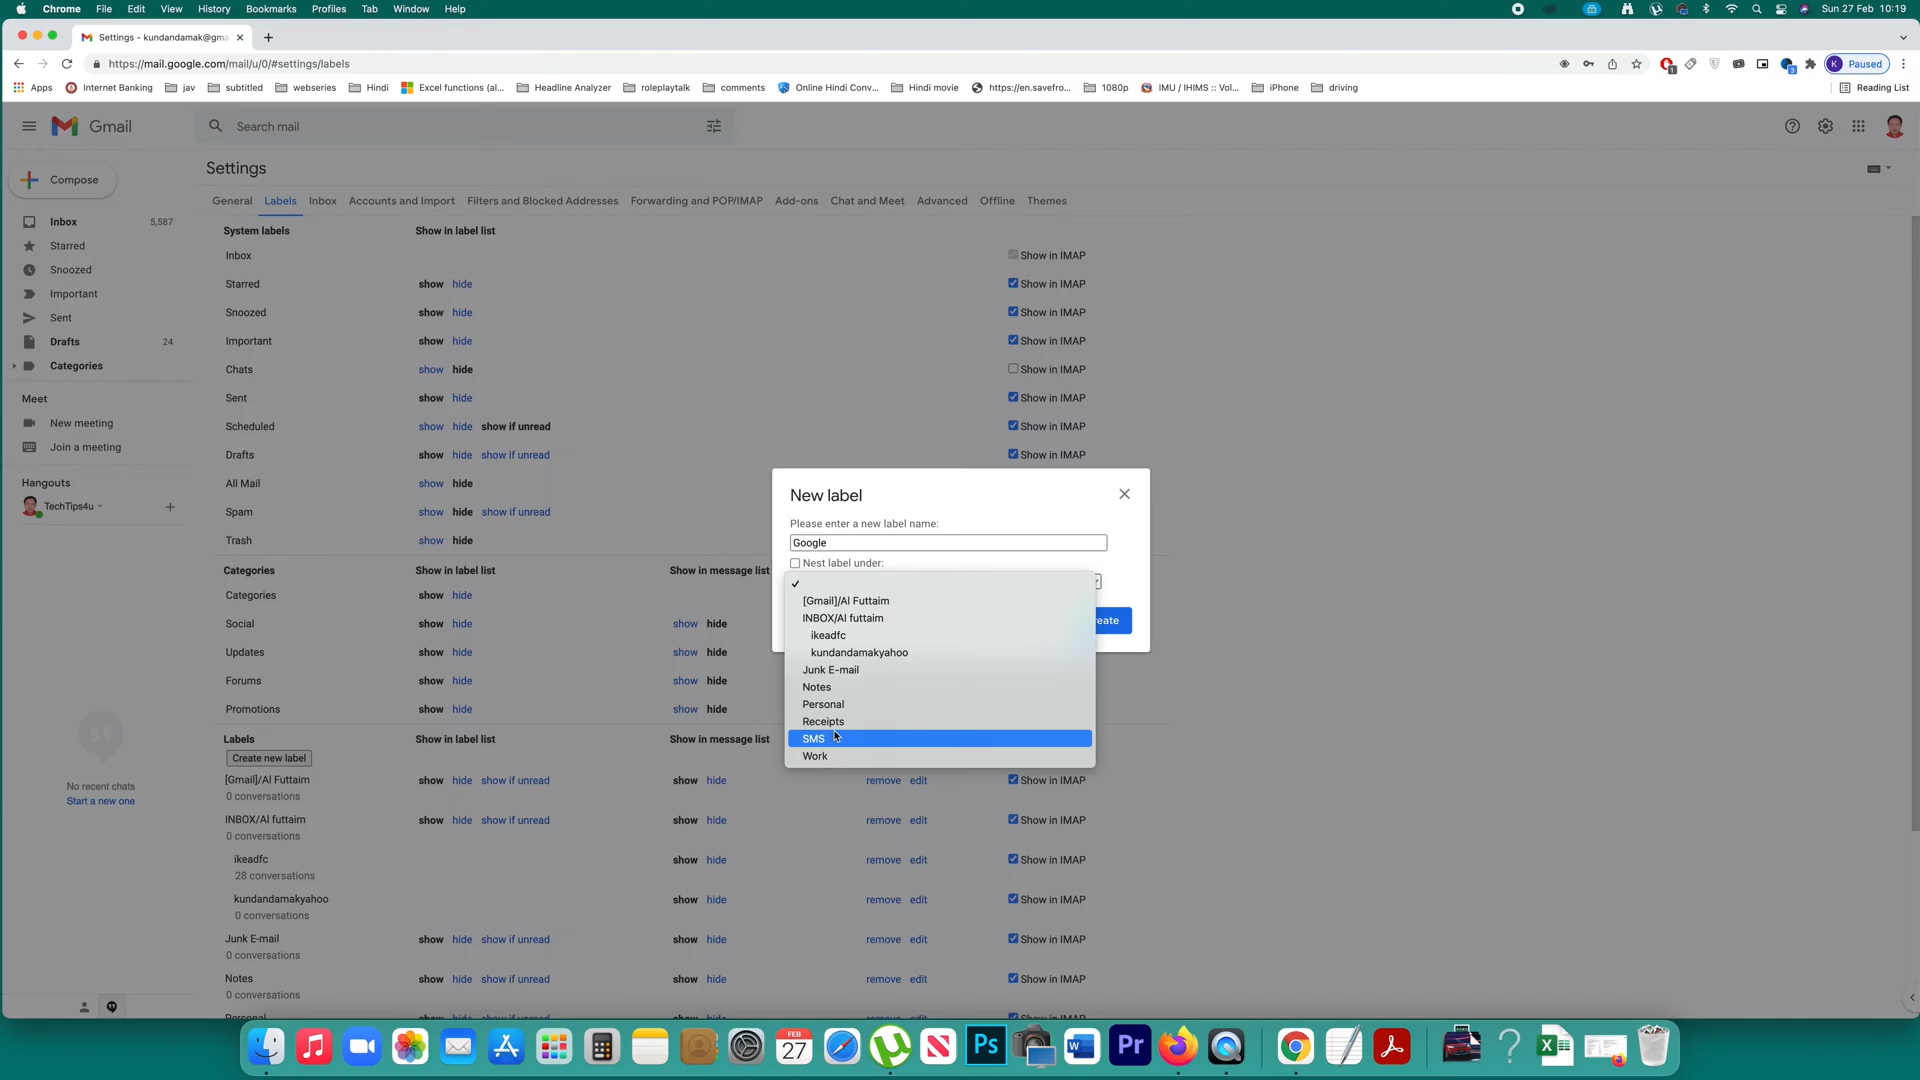 Chrome File Edit View History Bookmarks Profiles Tab Window Help Sun 27 Feb 10:19
Settings - kundandamak@gma
https://mail.google.com/mail/u/0/#settings/labels Paused
Apps Internet Banking jav subtitled webseries Hindi Excel functions (al... Headline Analyzer roleplaytalk comments Online Hindi Conv... Hindi movie https://en.savefro... 1080p IMU / IHIMS :: Vol... iPhone driving Reading List
Gmail Search mail
Settings
Compose
General Labels Inbox Accounts and Import Filters and Blocked Addresses Forwarding and POP/IMAP Add-ons Chat and Meet Advanced Offline Themes
Inbox 5,587
Starred
Snoozed
Important
Sent
Drafts 24
Categories
Meet
New meeting
Join a meeting
Hangouts
TechTips4u
No recent chats
Start a new one
System labels Show in label list
Inbox Show in IMAP
Starred show hide Show in IMAP
Snoozed show hide Show in IMAP
Important show hide Show in IMAP
Chats show hide Show in IMAP
Sent show hide Show in IMAP
Scheduled show hide show if unread Show in IMAP
Drafts show hide show if unread Show in IMAP
All Mail show hide
Spam show hide show if unread
Trash show hide
Categories Show in label list Show in message list
Categories show hide
Social show hide show hide
Updates show hide show hide
Forums show hide show hide
Promotions show hide show hide
Labels Show in label list Show in message list
Create new label
[Gmail]/Al Futtaim show hide show if unread show hide remove edit Show in IMAP
0 conversations
INBOX/Al futtaim show hide show if unread show hide remove edit Show in IMAP
0 conversations
ikeadfc show hide remove edit Show in IMAP
28 conversations
kundandamakyahoo show hide remove edit Show in IMAP
0 conversations
Junk E-mail show hide show if unread show hide remove edit Show in IMAP
0 conversations
Notes show hide show if unread show hide remove edit Show in IMAP
0 conversations
New label
Please enter a new label name:
Google
Nest label under:
[Gmail]/Al Futtaim
INBOX/Al futtaim
ikeadfc
kundandamakyahoo
Junk E-mail
Notes
Personal
Receipts
SMS
Work
FEB
27
Ps
Pr